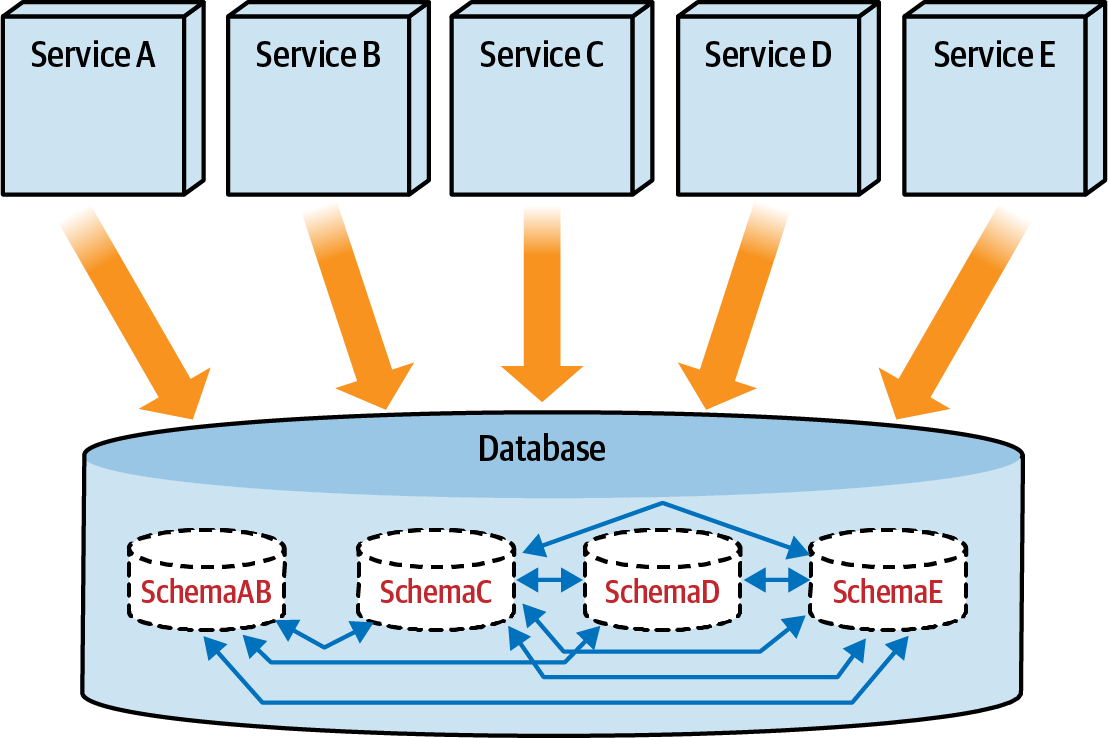 Service A
Service B
Service C
Service D
Service E
Database
SchemaAB
SchemaC
SchemaD
SchemaE